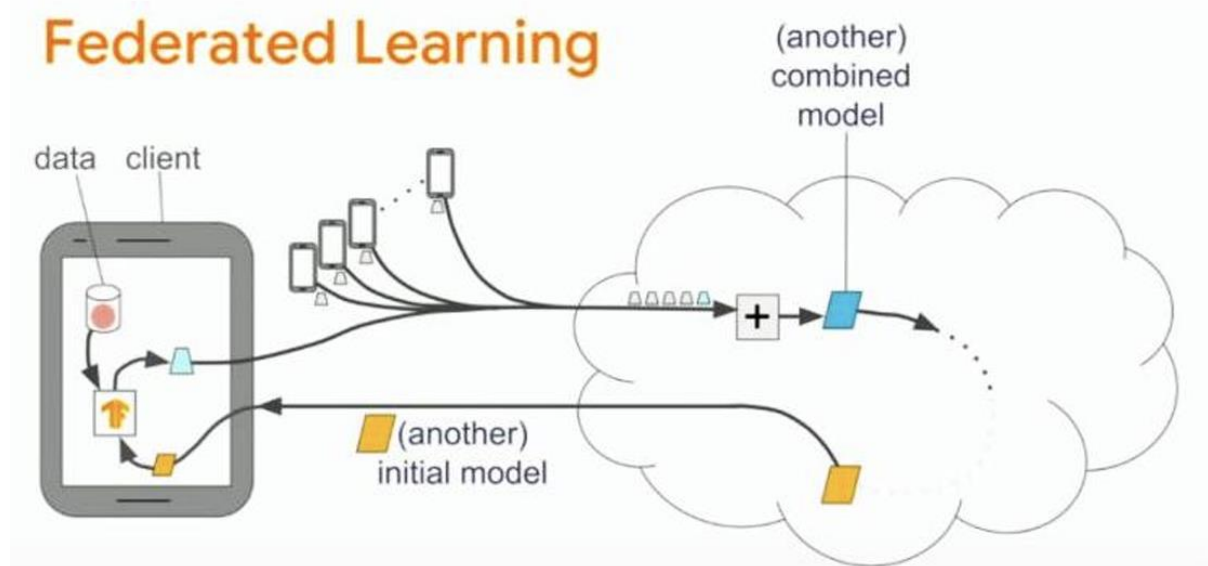 Federated Learning
(another)
combined
model
data client
+
(another)
initial model